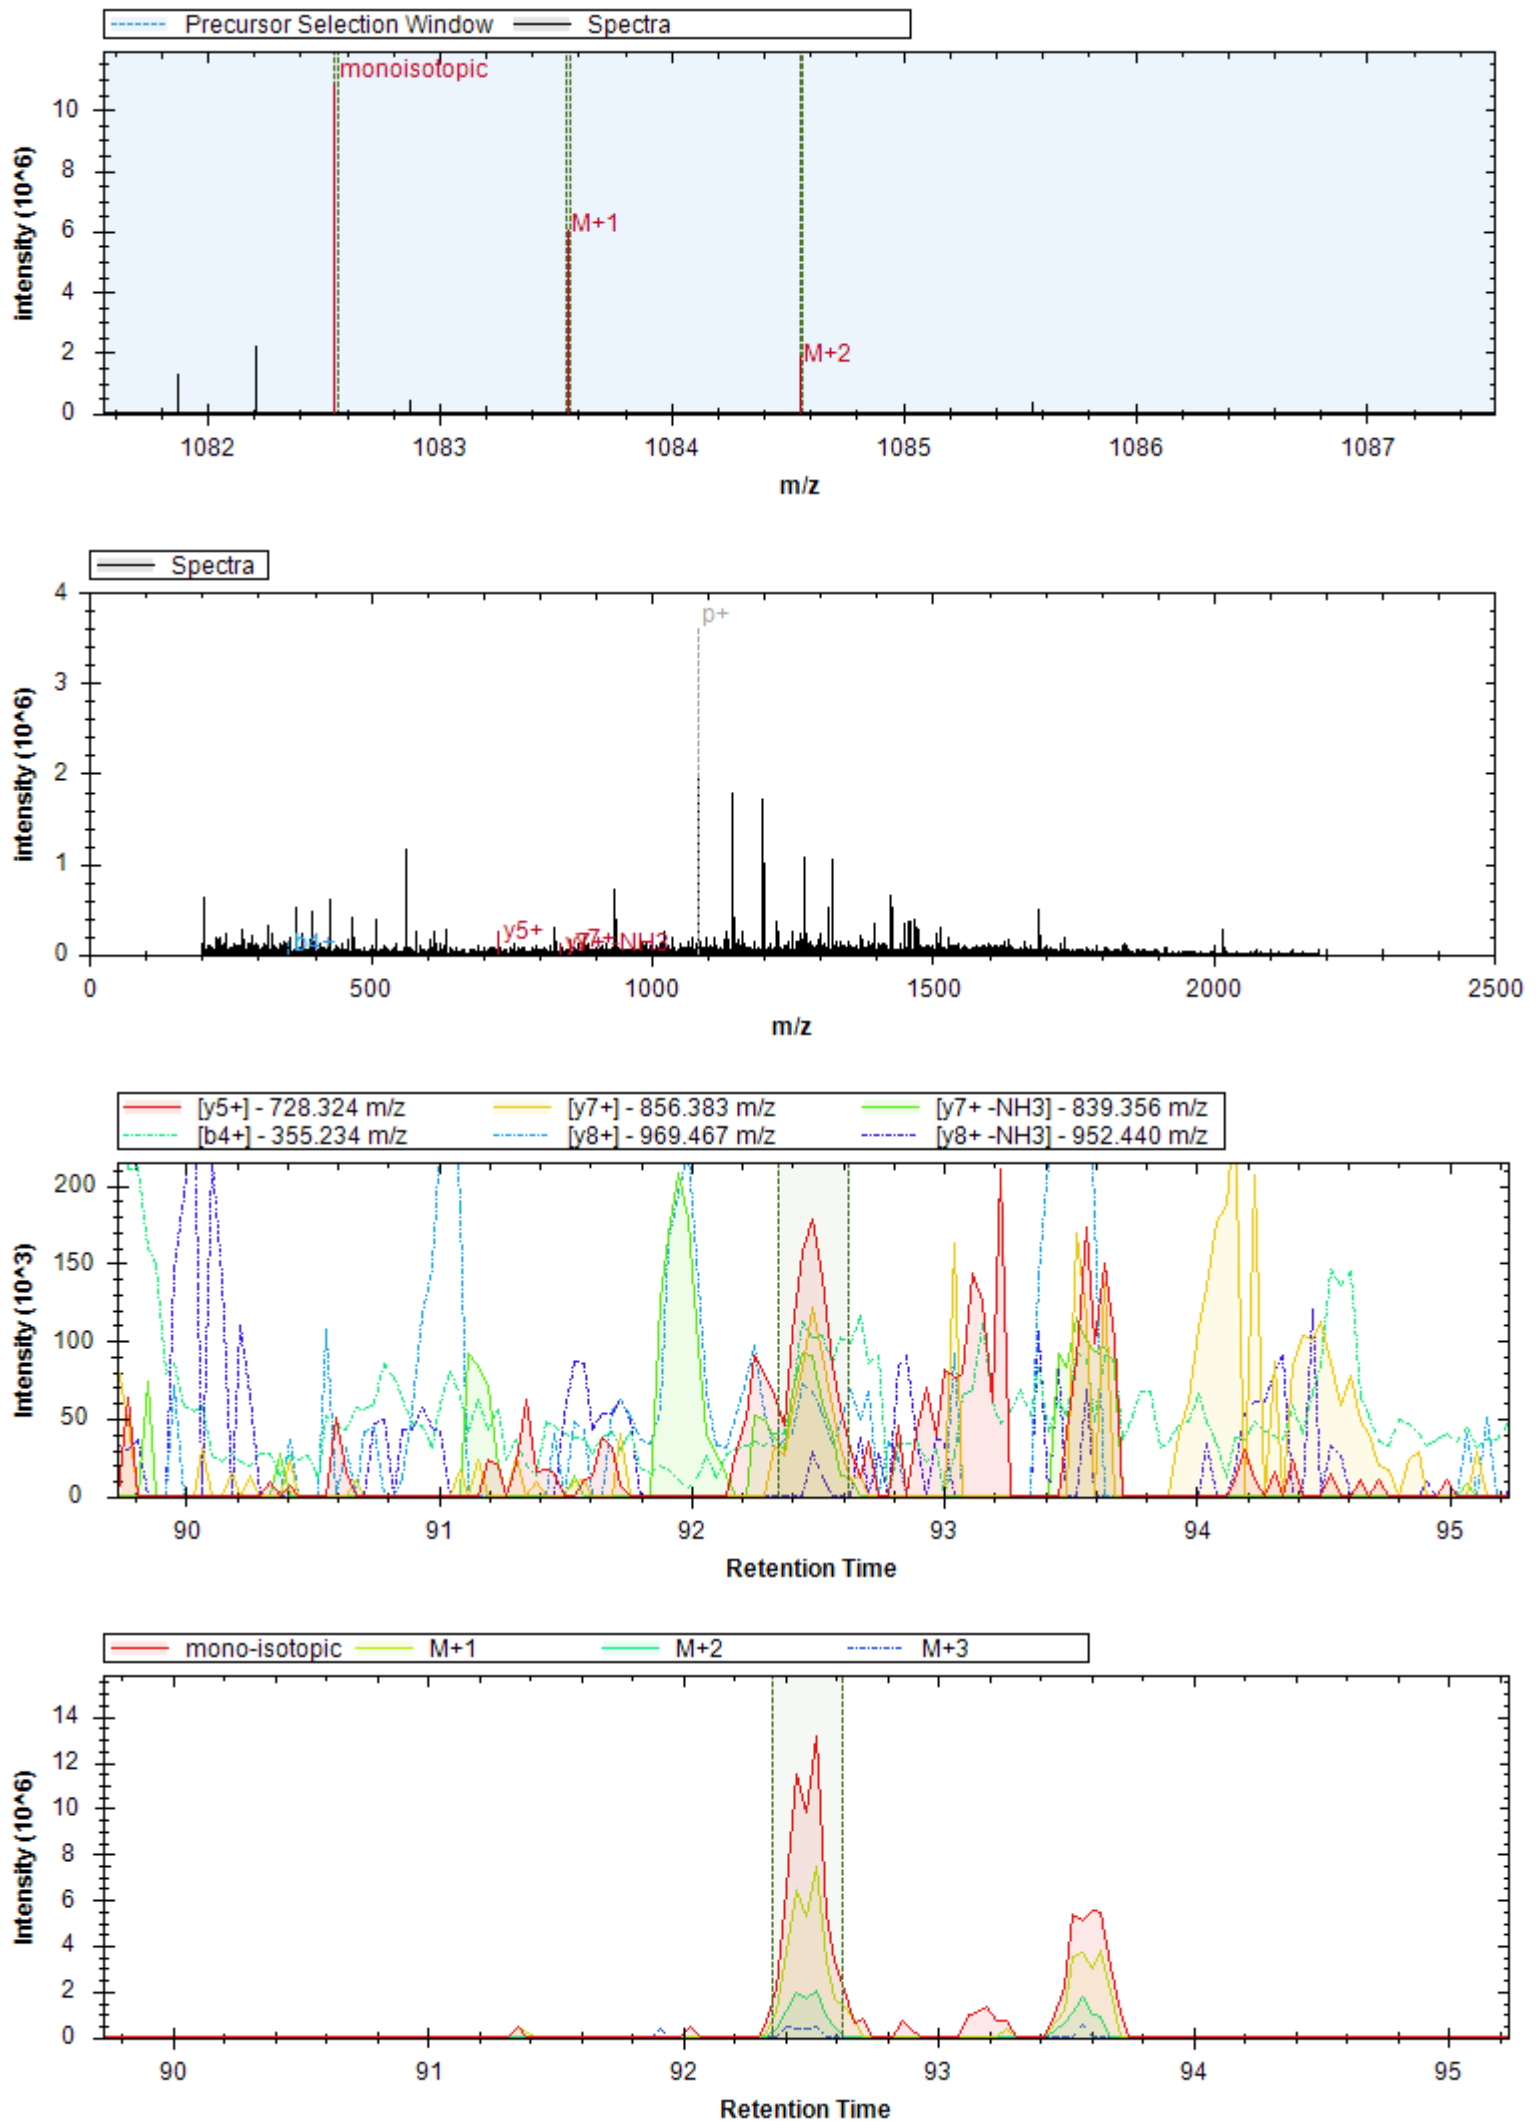 Precursor Selection Window Spectra
monoisotopic
M+1
M+2
intensity (10^6)
10
8
6
4
2
0
1082 1083 1084 1085 1086 1087
m/z
Spectra
p+
y5+
b4+
intensity (10^6)
4
3
2
1
0
0 500 1000 1500 2000 2500
m/z
[y5+] - 728.324 m/z [y7+] - 856.383 m/z [y7+ -NH3] - 839.356 m/z
[b4+] - 355.234 m/z [y8+] - 969.467 m/z [y8+ -NH3] - 952.440 m/z
Intensity (10^3)
200
150
100
50
0
90 91 92 93 94 95
Retention Time
mono-isotopic M+1 M+2 M+3
Intensity (10^6)
14
12
10
8
6
4
2
0
90 91 92 93 94 95
Retention Time